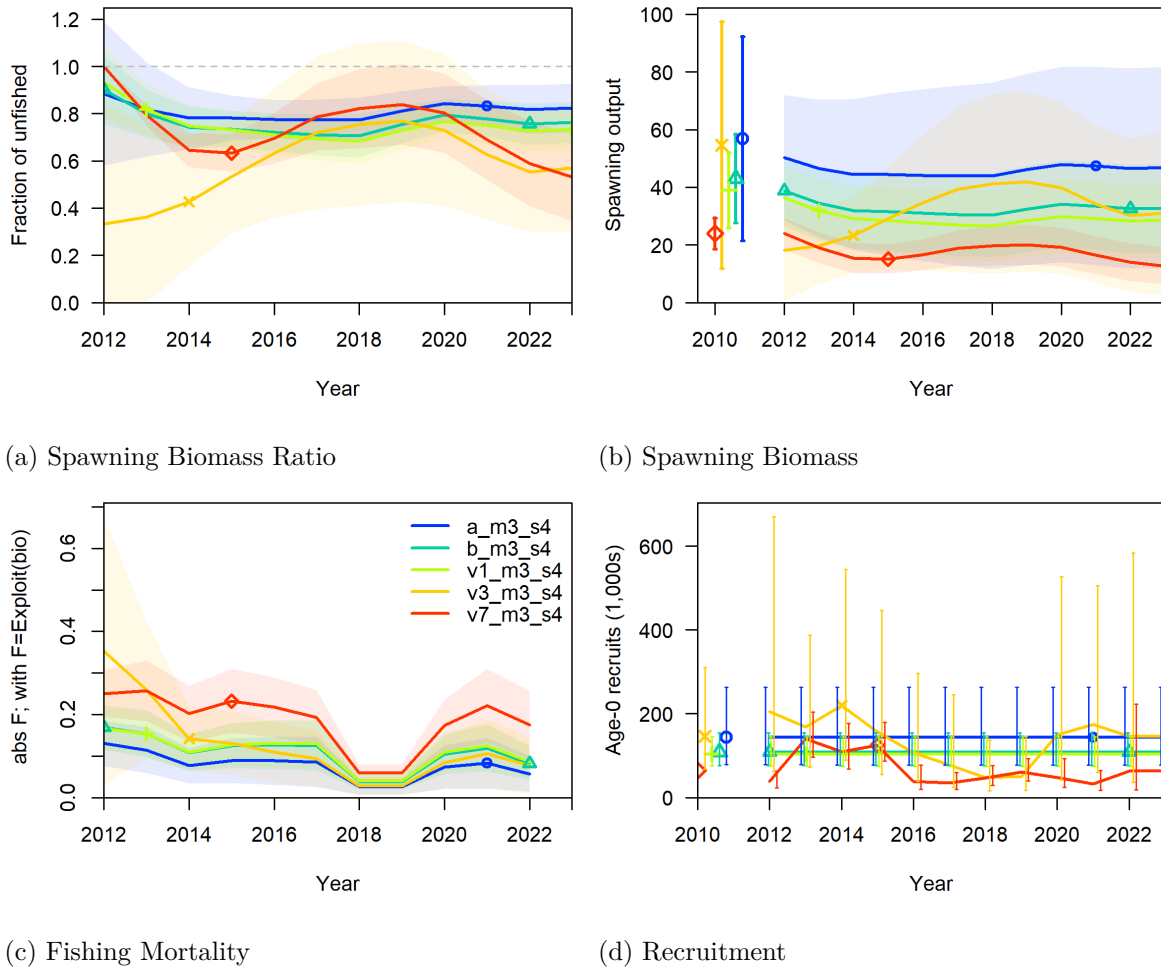 Fraction of unfished
0.0 0.2 0.4 0.6 0.8 1.0 1.2
2012 2014 2016 2018 2020 2022
Year
(a) Spawning Biomass Ratio
Spawning output
0 20 40 60 80 100
2010 2012 2014 2016 2018 2020 2022
Year
(b) Spawning Biomass
abs F; with F=Exploit(bio)
0.0 0.2 0.4 0.6
a_m3_s4
b_m3_s4
v1_m3_s4
v3_m3_s4
v7_m3_s4
2012 2014 2016 2018 2020 2022
Year
(c) Fishing Mortality
Age-0 recruits (1,000s)
0 200 400 600
2010 2012 2014 2016 2018 2020 2022
Year
(d) Recruitment